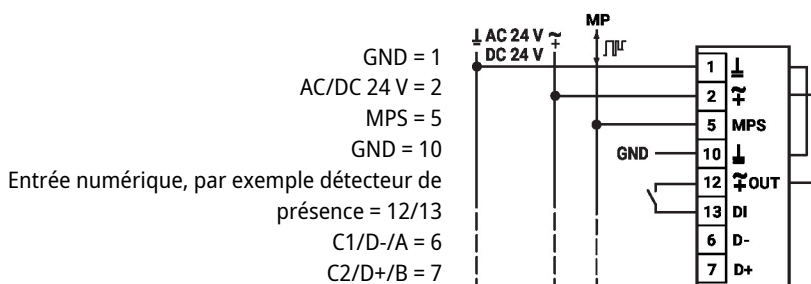 GND = 1
AC/DC 24 V = 2
MPS = 5
GND = 10
Entrée numérique, par exemple détecteur de
présence = 12/13
C1/D-/A = 6
C2/D+/B = 7
MP
AC 24 V
DC 24 V
1
2
5 MPS
GND 10
12 OUT
13 DI
6 D-
7 D+